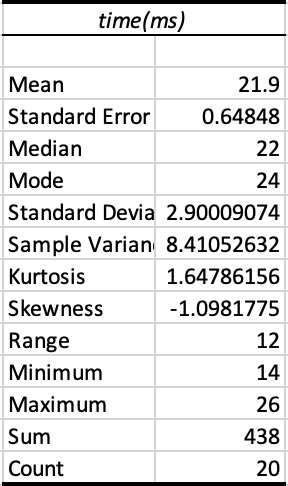 time(ms)
Mean 21.9
Standard Error 0.64848
Median 22
Mode 24
Standard Devia 2.90009074
Sample Varian 8.41052632
Kurtosis 1.64786156
Skewness -1.0981775
Range 12
Minimum 14
Maximum 26
Sum 438
Count 20